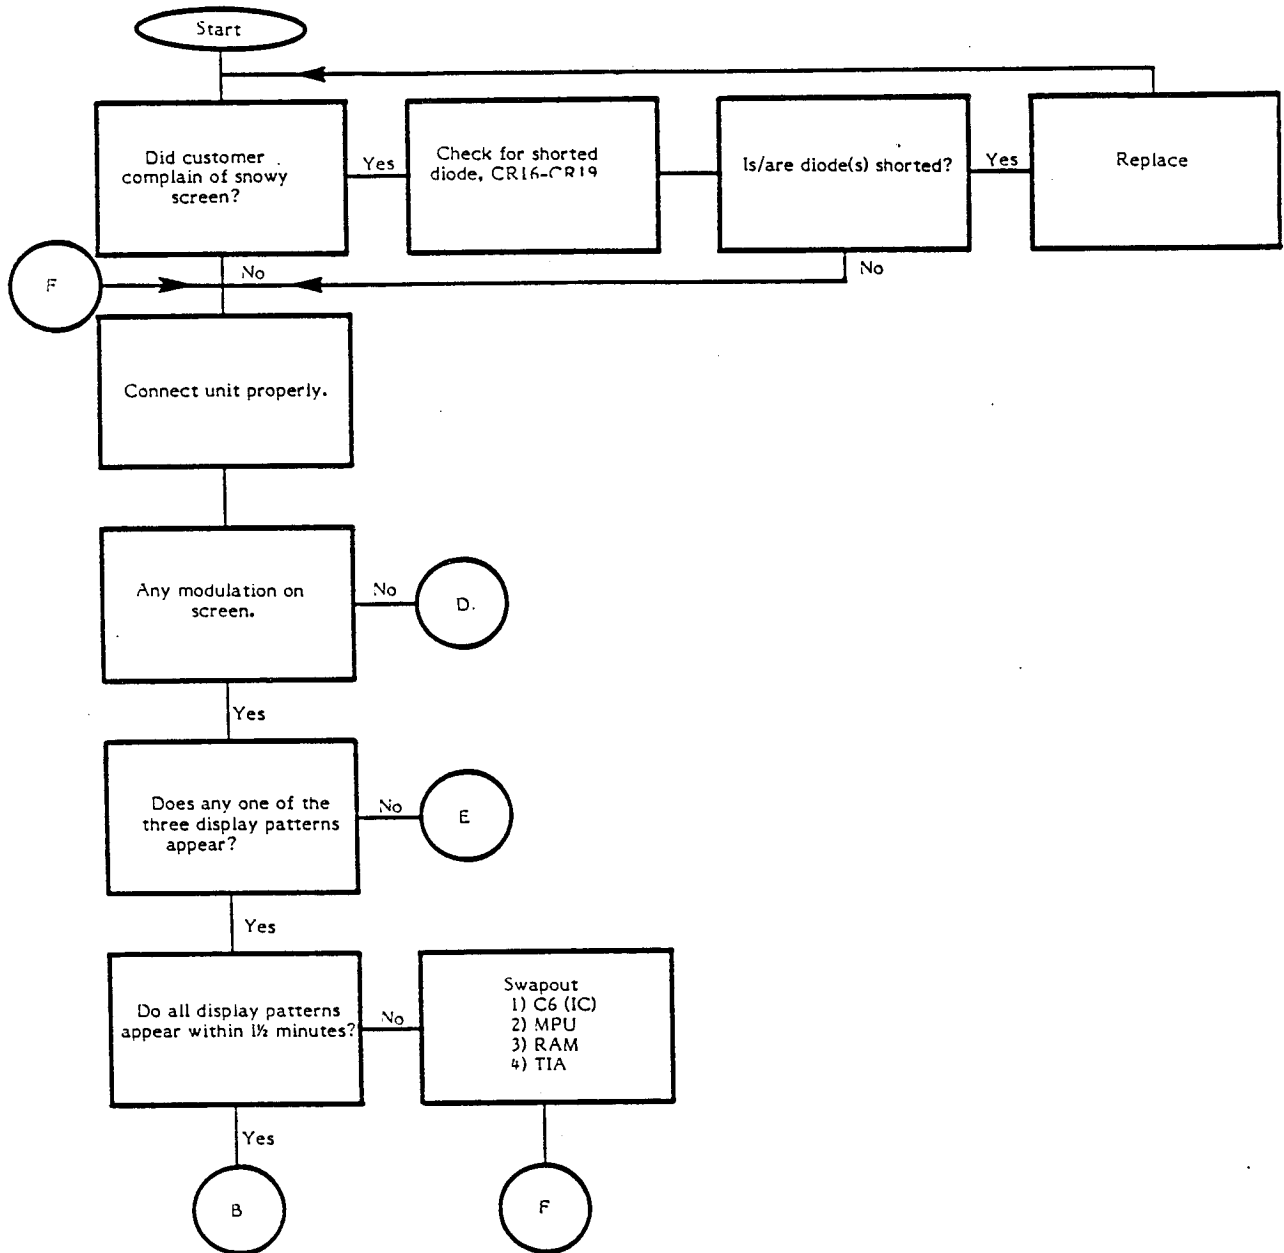 Start
Did customer
complain of snowy
screen?
Yes
Check for shorted
diode, CR16-CR19
Is/are diode(s) shorted?
Yes
Replace
No
No
F
Connect unit properly.
Any modulation on
screen.
No
D.
Yes
Does any one of the
three display patterns
appear?
No
E
Yes
Do all display patterns
appear within 1½ minutes?
No
Swapout
1) C6 (IC)
2) MPU
3) RAM
4) TIA
Yes
B
F